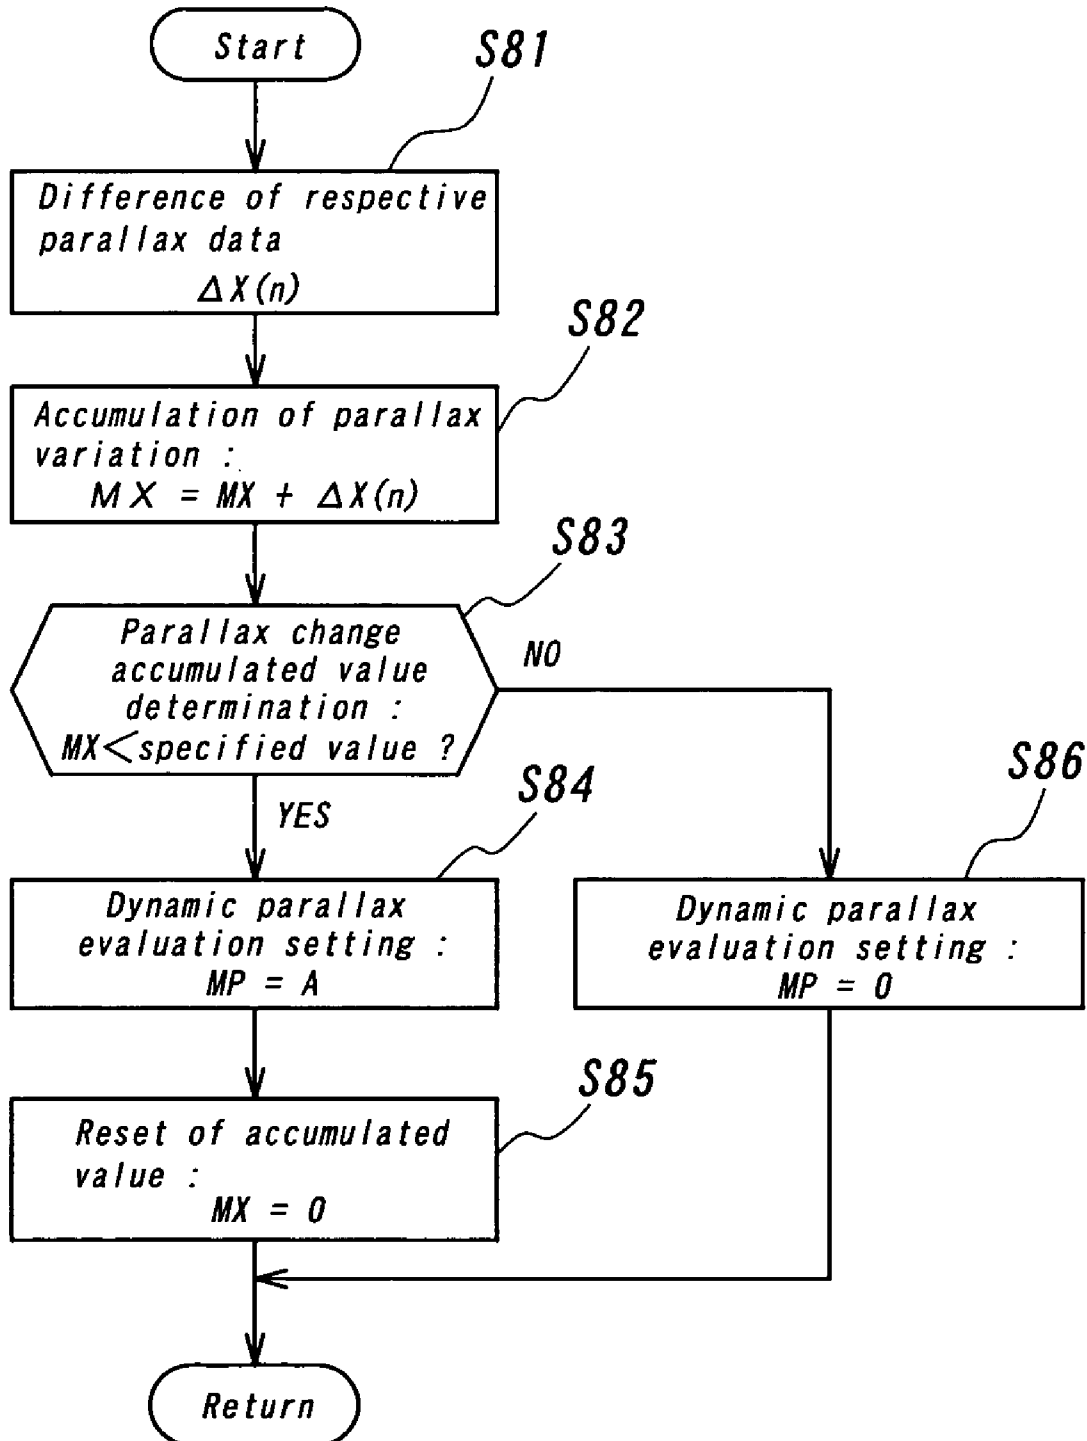 Start
S81
Difference of respective
parallax data
ΔX(n)
S82
Accumulation of parallax
variation :
MX = MX + ΔX(n)
S83
Parallax change
accumulated value
determination :
MX<specified value ?
NO
YES
S84
Dynamic parallax
evaluation setting :
MP = A
S86
Dynamic parallax
evaluation setting :
MP = 0
S85
Reset of accumulated
value :
MX = 0
Return